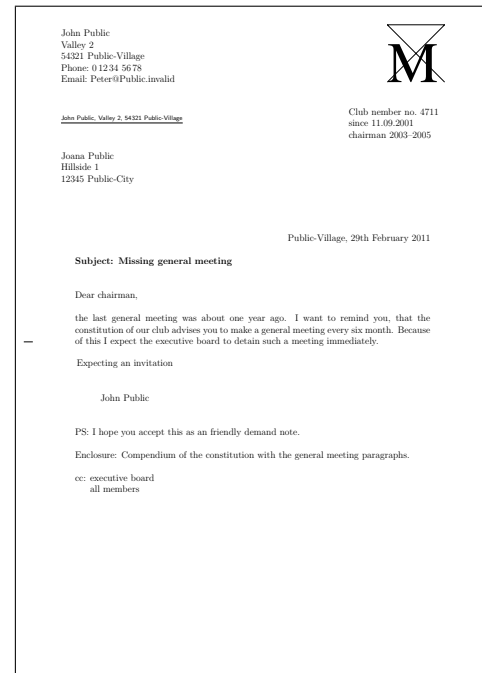 John Public
Valley 2
54321 Public-Village
Phone: 0 12 34 56 78
Email: Peter@Public.invalid
M
John Public, Valley 2, 54321 Public-Village
Club nember no. 4711
since 11.09.2001
chairman 2003–2005
Joana Public
Hillside 1
12345 Public-City
Public-Village, 29th February 2011
Subject: Missing general meeting
Dear chairman,
the last general meeting was about one year ago. I want to remind you, that the
constitution of our club advises you to make a general meeting every six month. Because
of this I expect the executive board to detain such a meeting immediately.
Expecting an invitation
John Public
PS: I hope you accept this as an friendly demand note.
Enclosure: Compendium of the constitution with the general meeting paragraphs.
cc: executive board
all members